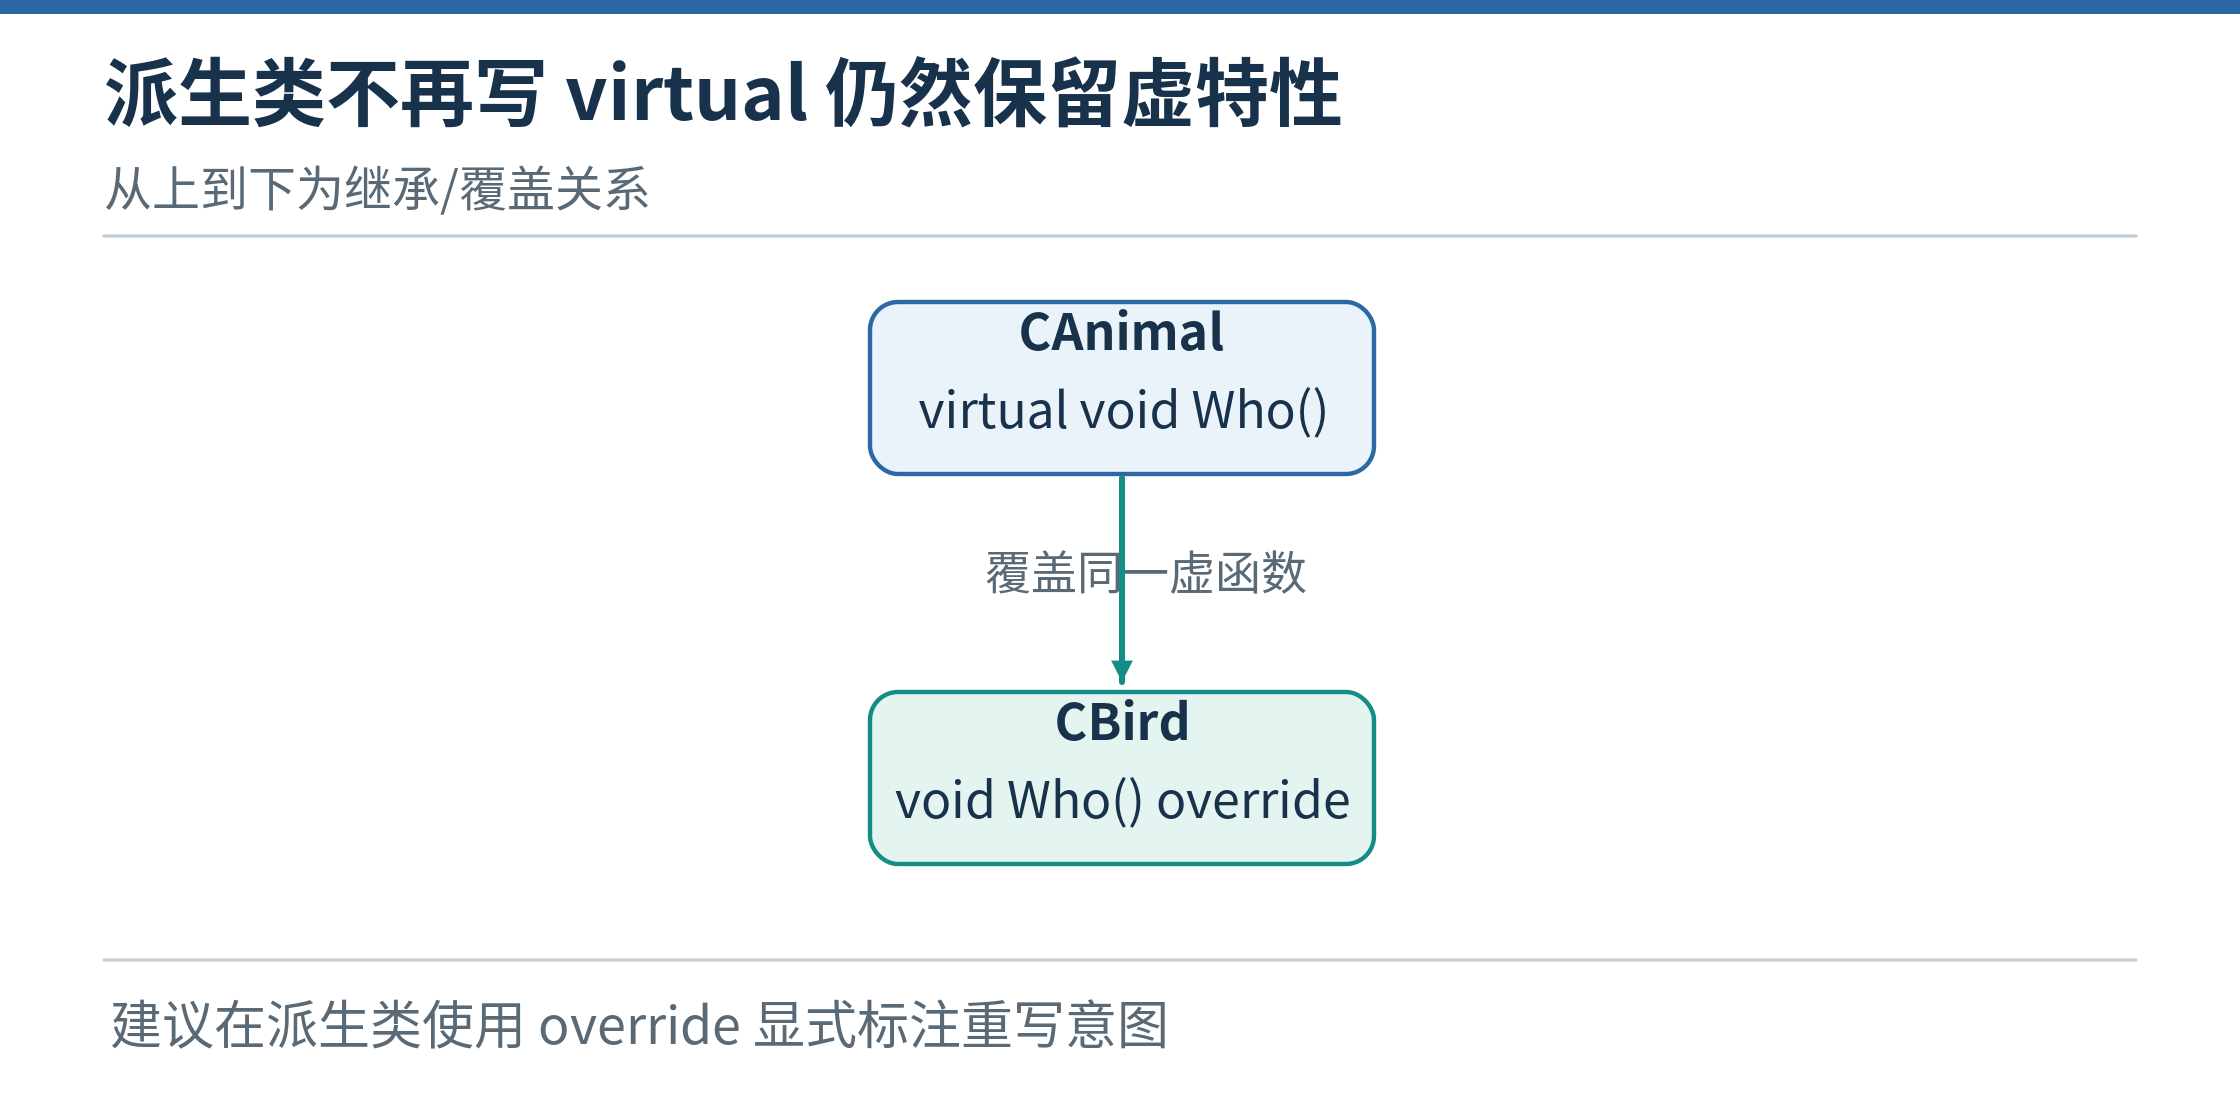 派生类不再写 virtual 仍然保留虚特性
从上到下为继承/覆盖关系
CAnimal
virtual void Who()
覆盖同一虚函数
CBird
void Who() override
建议在派生类使用 override 显式标注重写意图